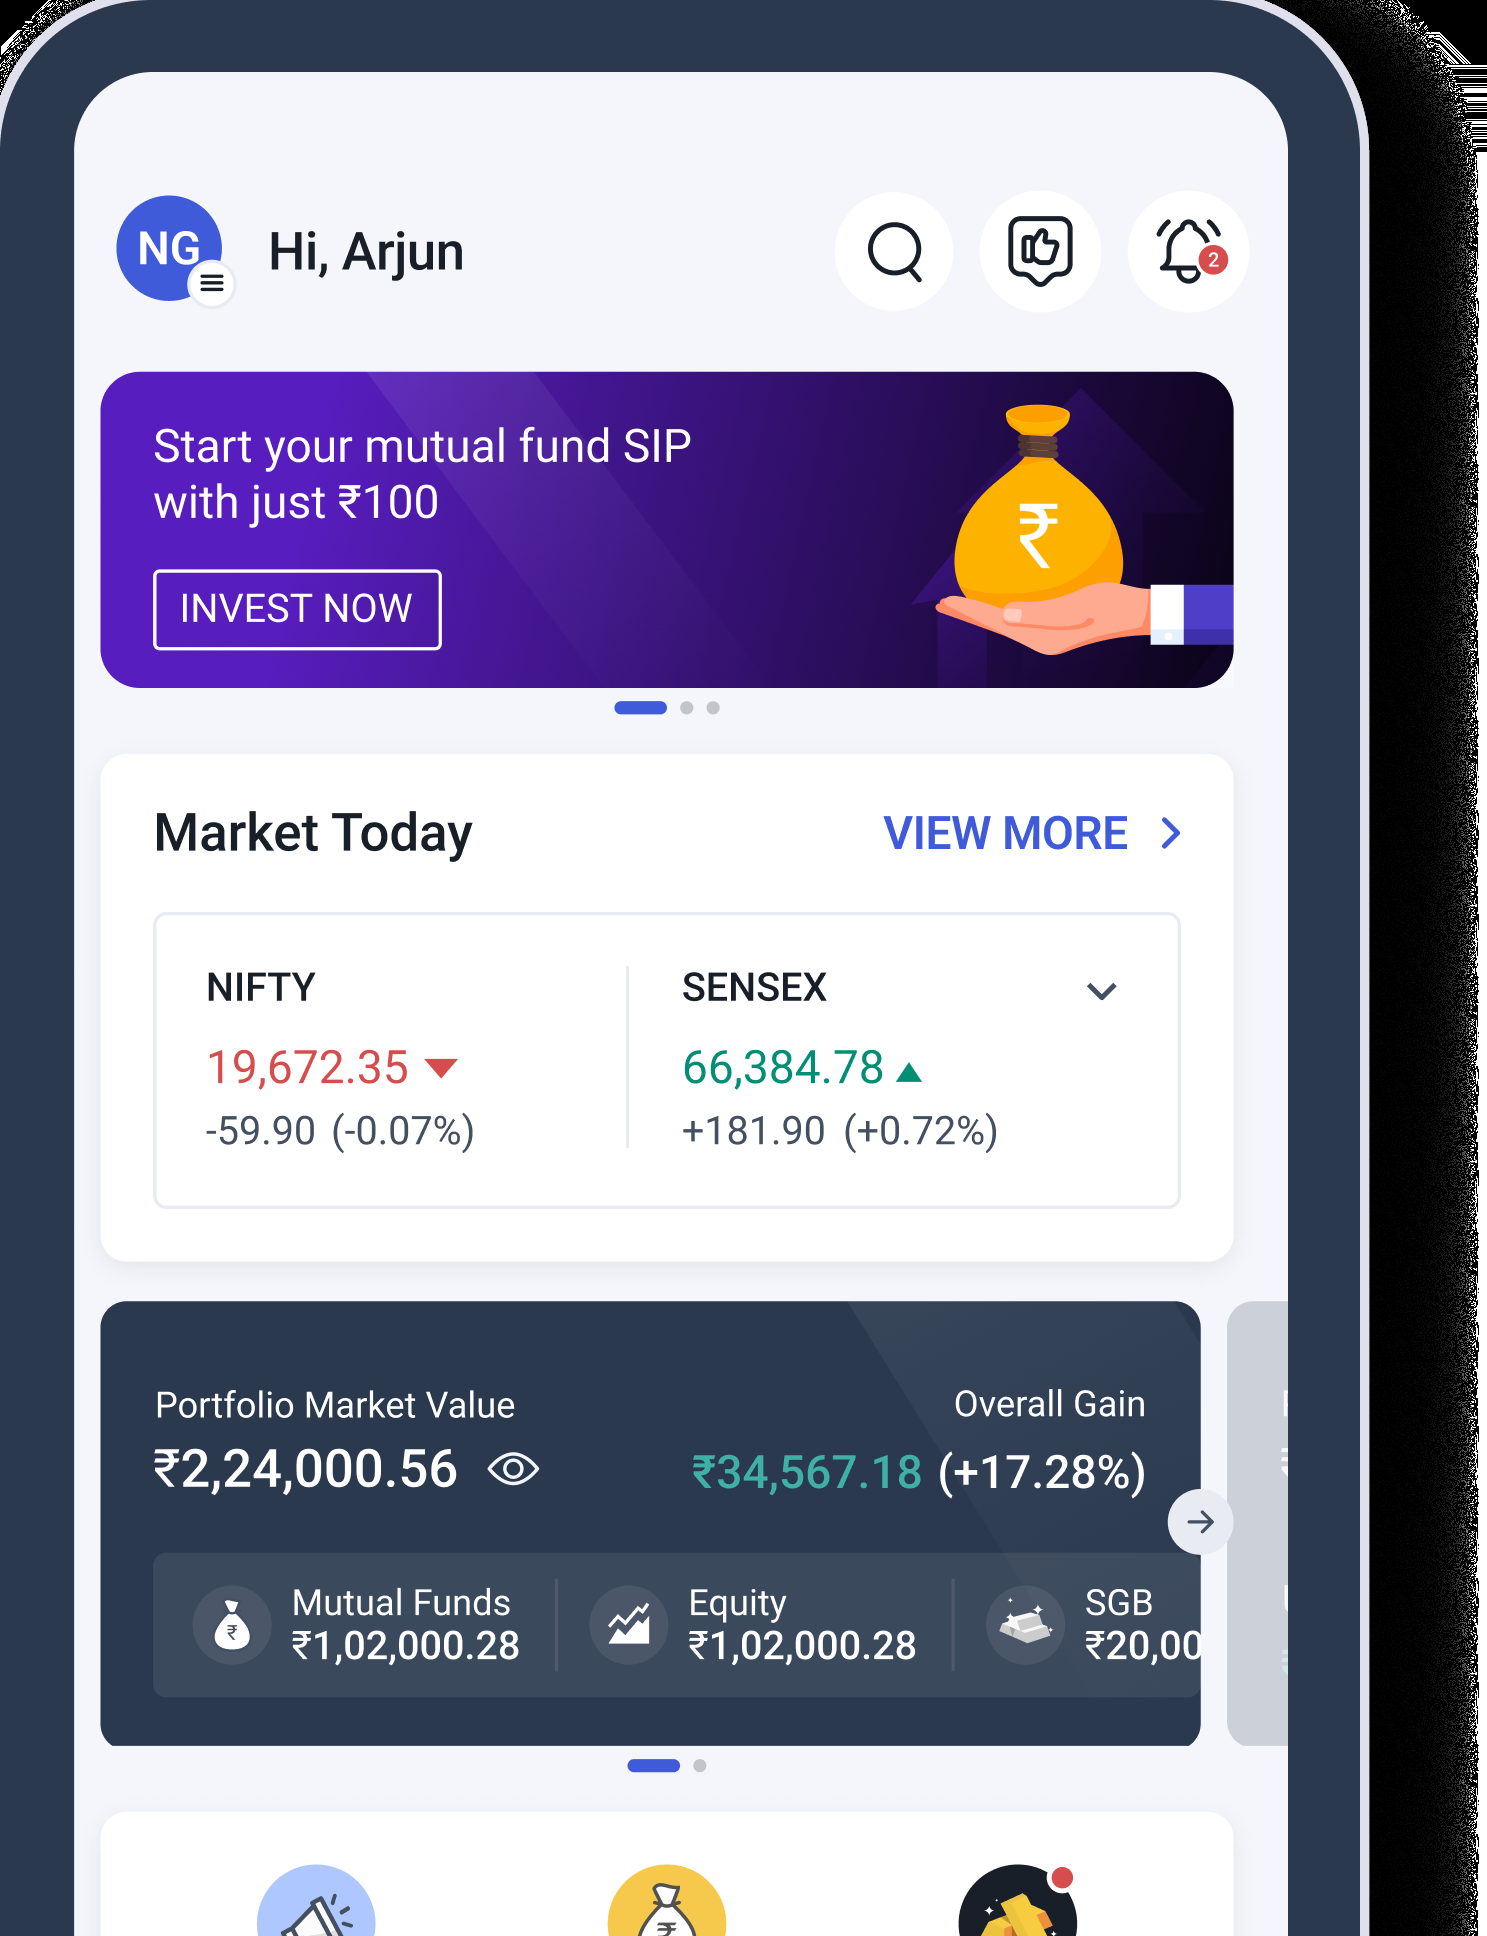 NG
Hi, Arjun
2
Start your mutual fund SIP
with just ₹100
INVEST NOW
₹
Market Today
VIEW MORE
NIFTY
SENSEX
19,672.35
66,384.78
-59.90 (-0.07%)
+181.90 (+0.72%)
Portfolio Market Value
Overall Gain
₹2,24,000.56
₹34,567.18 (+17.28%)
Mutual Funds
Equity
SGB
₹
₹1,02,000.28
₹1,02,000.28
₹20,00
₹